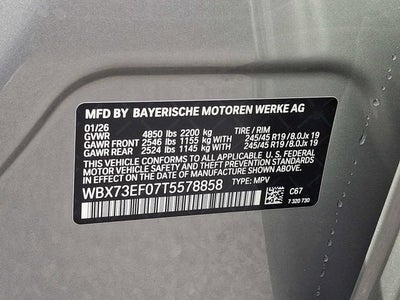 MFD BY BAYERISCHE MOTOREN WERKE AG
01/26 TIRE / RIM
GVWR 4850 lbs 2200 kg
GAWR FRONT 2546 lbs 1155 kg WITH 245/45 R19 / 8.0Jx 19
GAWR REAR 2524 lbs 1145 kg WITH 245/45 R19 / 8.0Jx 19
THIS VEHICLE CONFORMS TO ALL APPLICABLE U.S. FEDERAL
MOTOR VEHICLE SAFETY, BUMPER, AND THEFT PREVENTION
STANDARDS IN EFFECT ON THE DATE OF MANUFACTURE SHOWN ABOVE.
WBX73EF07T5578858 TYPE: MPV
C67
7 320 730